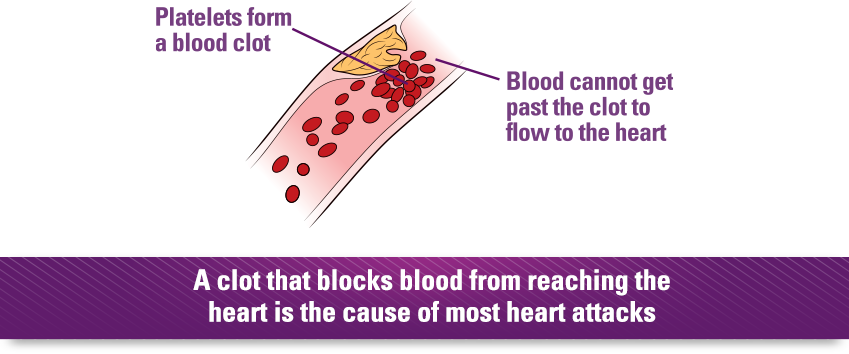 Platelets form
a blood clot
Blood cannot get
past the clot to
flow to the heart
A clot that blocks blood from reaching the
heart is the cause of most heart attacks